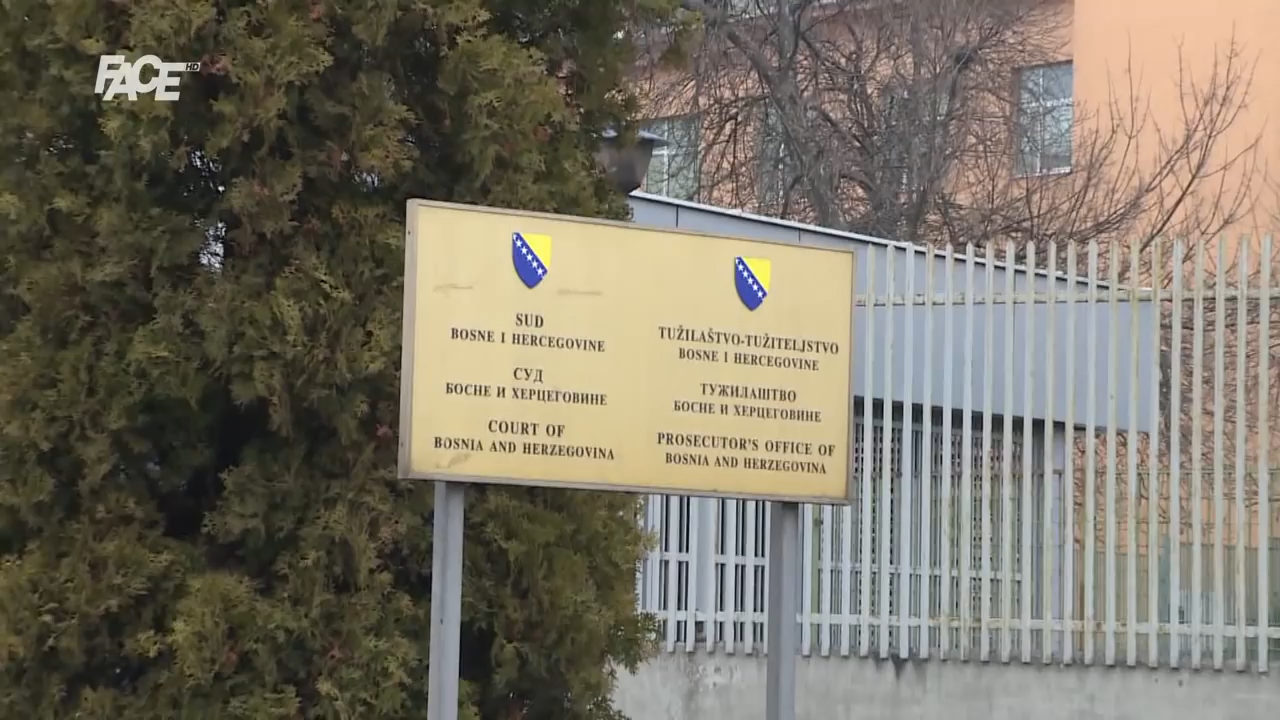 FACE HD
SUD
BOSNE I HERCEGOVINE
СУД
БОСНЕ И ХЕРЦЕГОВИНЕ
COURT OF
BOSNIA AND HERZEGOVINA
TUŽILAŠTVO-TUŽITELJSTVO
BOSNE I HERCEGOVINE
ТУЖИЛАШТВО
БОСНЕ И ХЕРЦЕГОВИНЕ
PROSECUTOR'S OFFICE OF
BOSNIA AND HERZEGOVINA